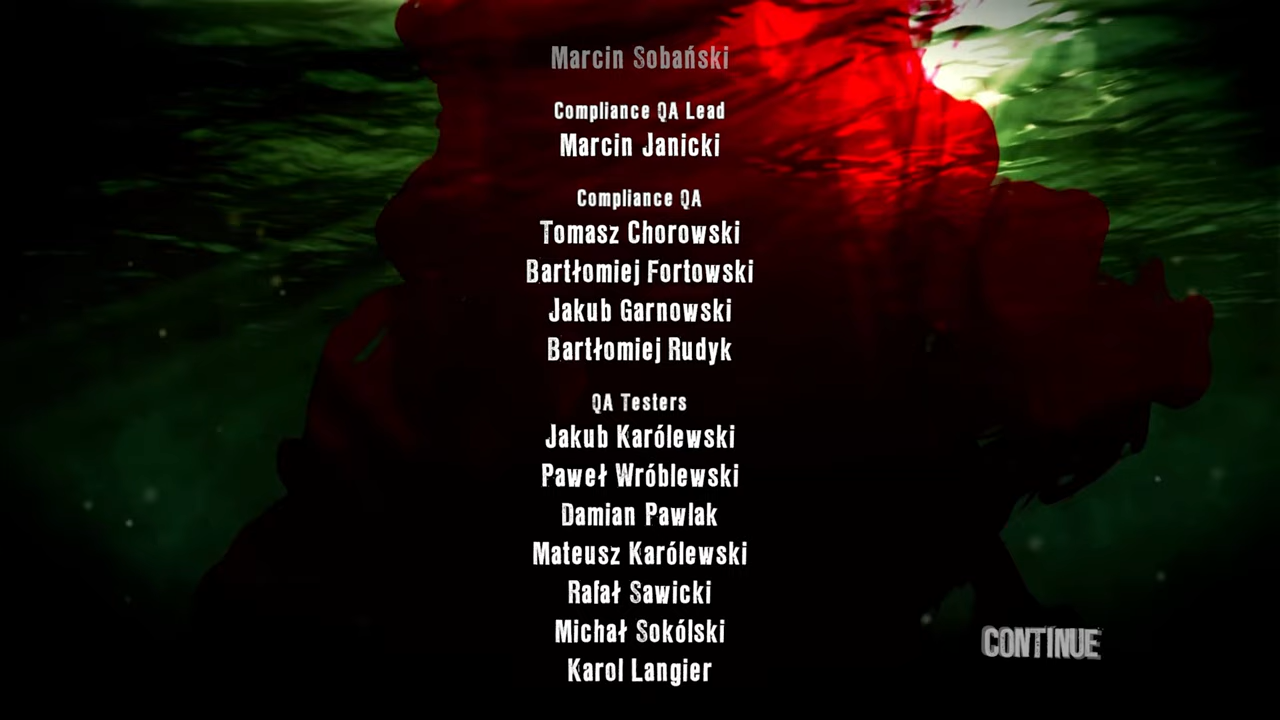 Marcin Sobański
Compliance QA Lead
Marcin Janicki
Compliance QA
Tomasz Chorowski
Bartłomiej Fortowski
Jakub Garnowski
Bartłomiej Rudyk
QA Testers
Jakub Karólewski
Paweł Wróblewski
Damian Pawlak
Mateusz Karólewski
Rafał Sawicki
Michał Sokólski
Karol Langier
CONTINUE